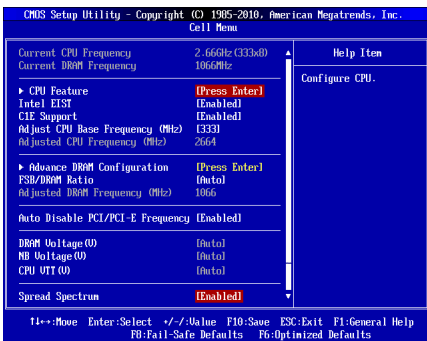 CMOS Setup Utility - Copyright (C) 1985-2010, American Megatrends, Inc.
Cell Menu
Current CPU Frequency 2.66GHz (333x8)
Current DRAM Frequency 1066MHz
Help Item
Configure CPU.
▶ CPU Feature [Press Enter]
Intel EIST [Enabled]
C1E Support [Enabled]
Adjust CPU Base Frequency (MHz) [333]
Adjusted CPU Frequency (MHz) 2664
▶ Advance DRAM Configuration [Press Enter]
FSB/DRAM Ratio [Auto]
Adjusted DRAM Frequency (MHz) 1066
Auto Disable PCI/PCI-E Frequency [Enabled]
DRAM Voltage(V) [Auto]
NB Voltage(V) [Auto]
CPU VTT(V) [Auto]
Spread Spectrum [Enabled]
↑↓←→:Move Enter:Select +/-/:Value F10:Save ESC:Exit F1:General Help
F8:Fail-Safe Defaults F6:Optimized Defaults